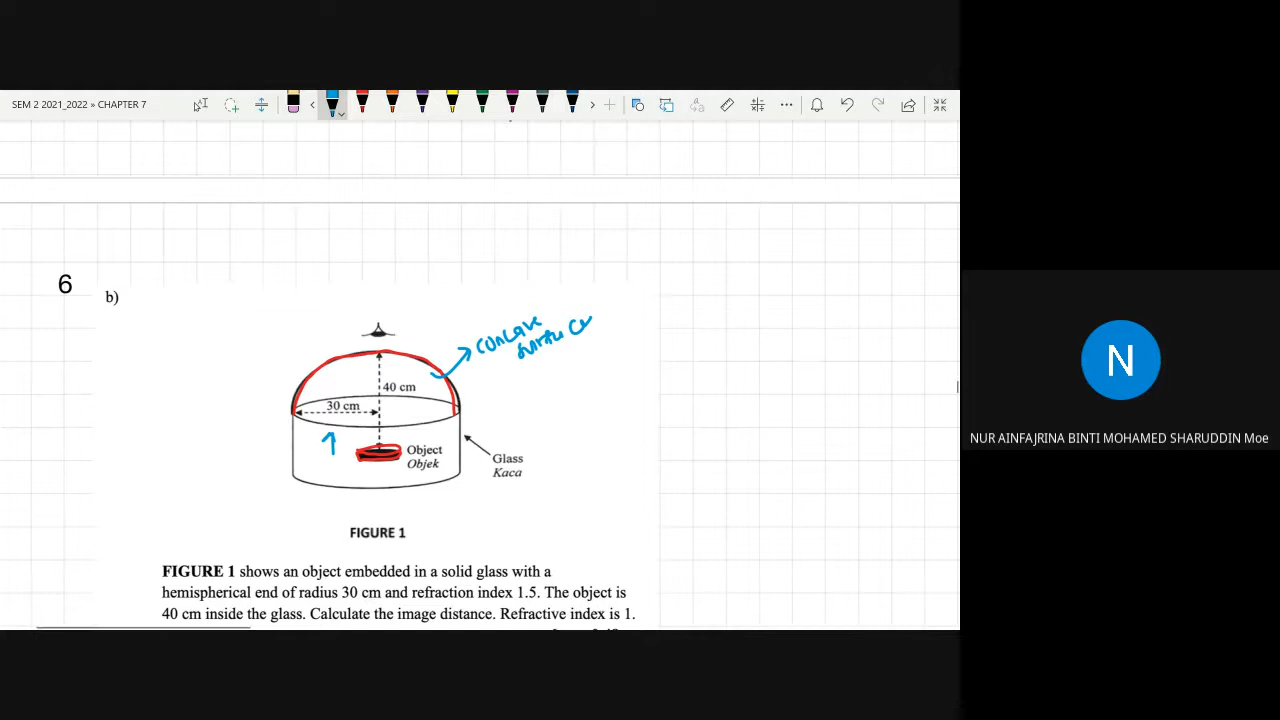 SEM 2 2021_2022 » CHAPTER 7
6
b)
concave
surface
40 cm
30 cm
Object
Objek
Glass
Kaca
FIGURE 1
FIGURE 1 shows an object embedded in a solid glass with a
hemispherical end of radius 30 cm and refraction index 1.5. The object is
40 cm inside the glass. Calculate the image distance. Refractive index is 1.
N
NUR AINFAJRINA BINTI MOHAMED SHARUDDIN Moe